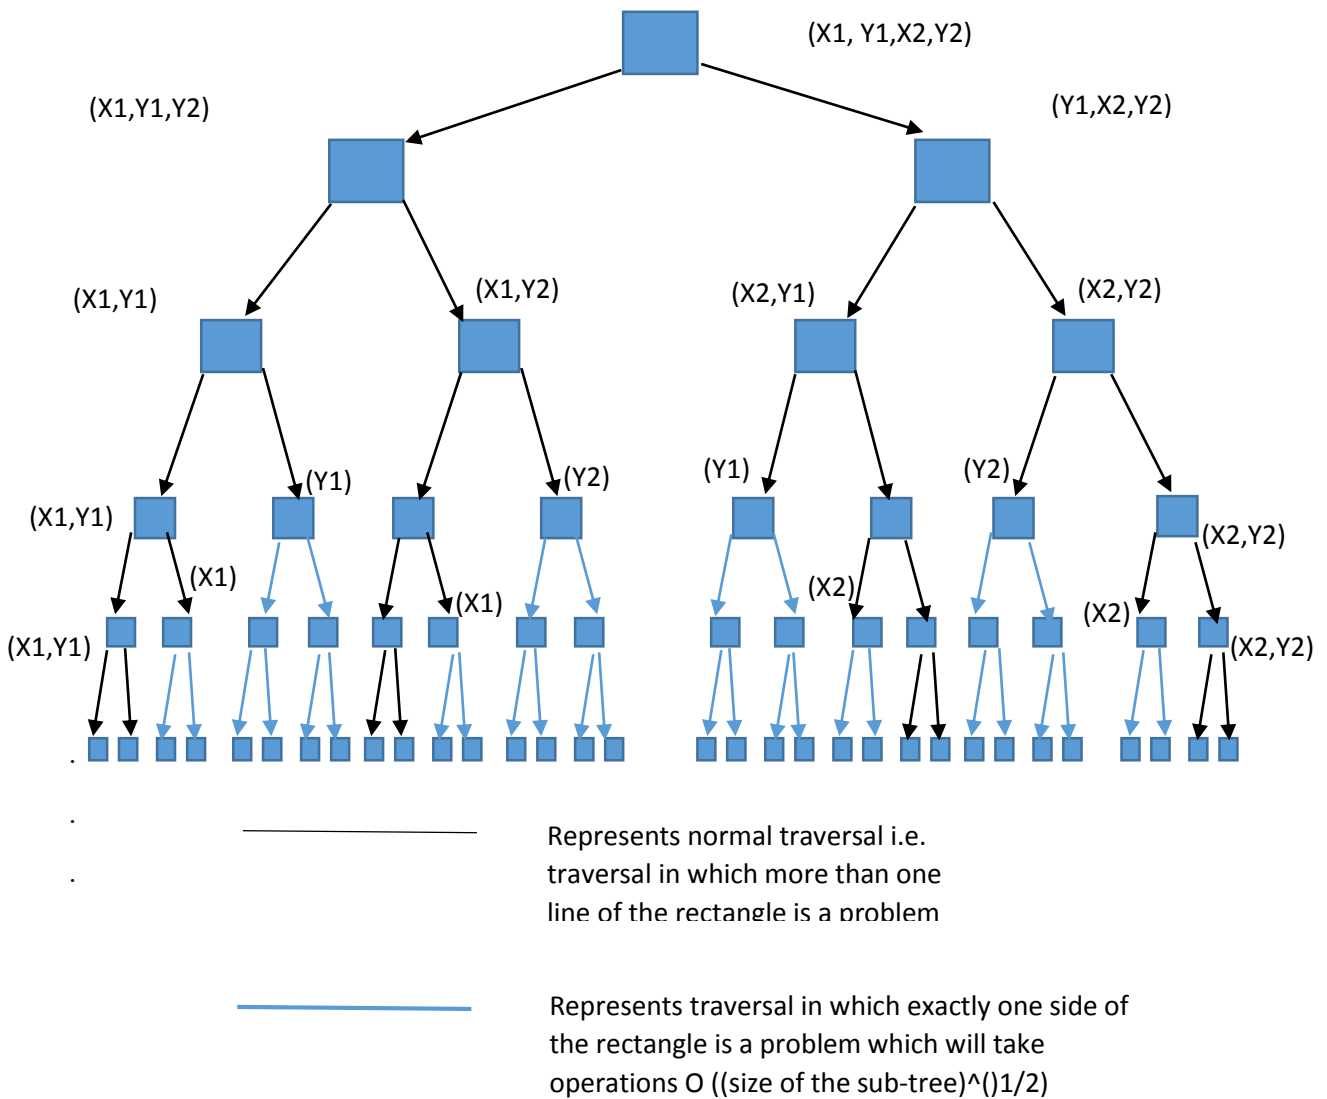 (X1, Y1,X2,Y2)
(X1,Y1,Y2)
(Y1,X2,Y2)
(X1,Y1)
(X1,Y2)
(X2,Y1)
(X2,Y2)
(Y1)
(Y2)
(Y1)
(Y2)
(X1,Y1)
(X2,Y2)
(X1)
(X1)
(X2)
(X2)
(X1,Y1)
(X2,Y2)
.
.
.
Represents normal traversal i.e.
traversal in which more than one
line of the rectangle is a problem
Represents traversal in which exactly one side of
the rectangle is a problem which will take
operations O ((size of the sub-tree)^()1/2)